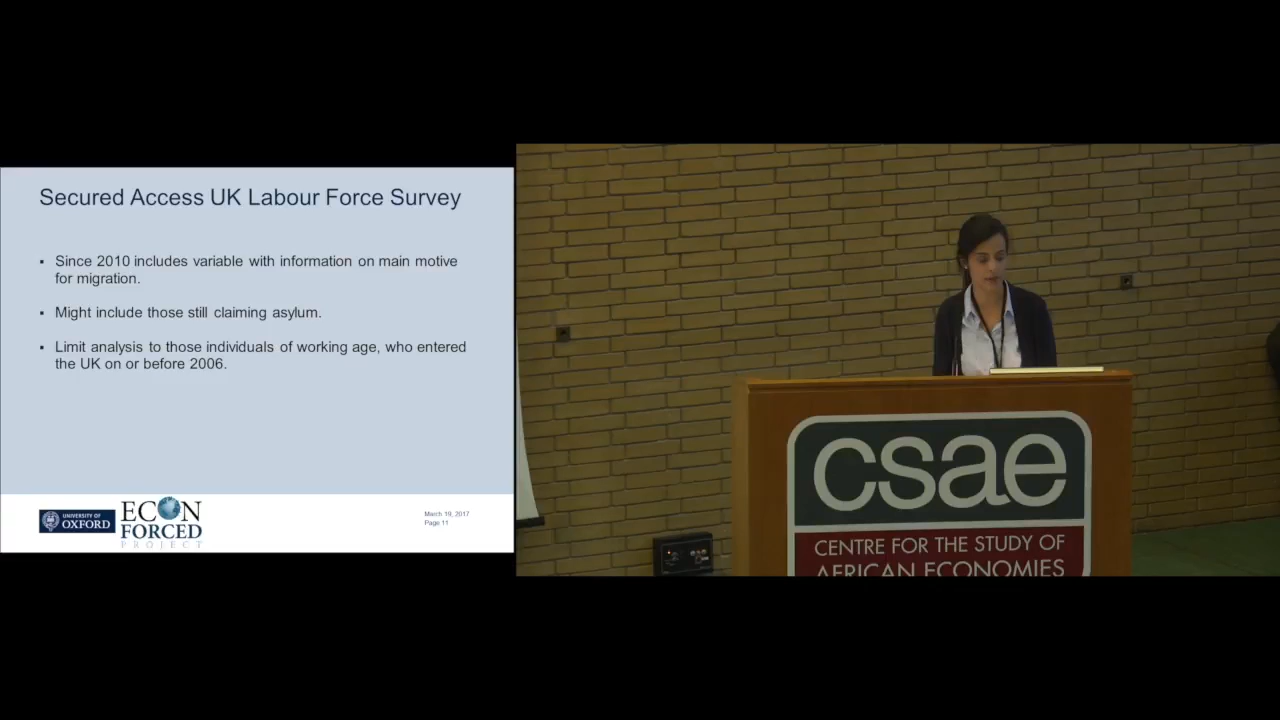 Secured Access UK Labour Force Survey
▪ Since 2010 includes variable with information on main motive
for migration.
▪ Might include those still claiming asylum.
▪ Limit analysis to those individuals of working age, who entered
the UK on or before 2006.
UNIVERSITY OF
OXFORD
ECON
FORCED
PROJECT
March 19, 2017
Page 11
csae
CENTRE FOR THE STUDY OF
AFRICAN ECONOMIES